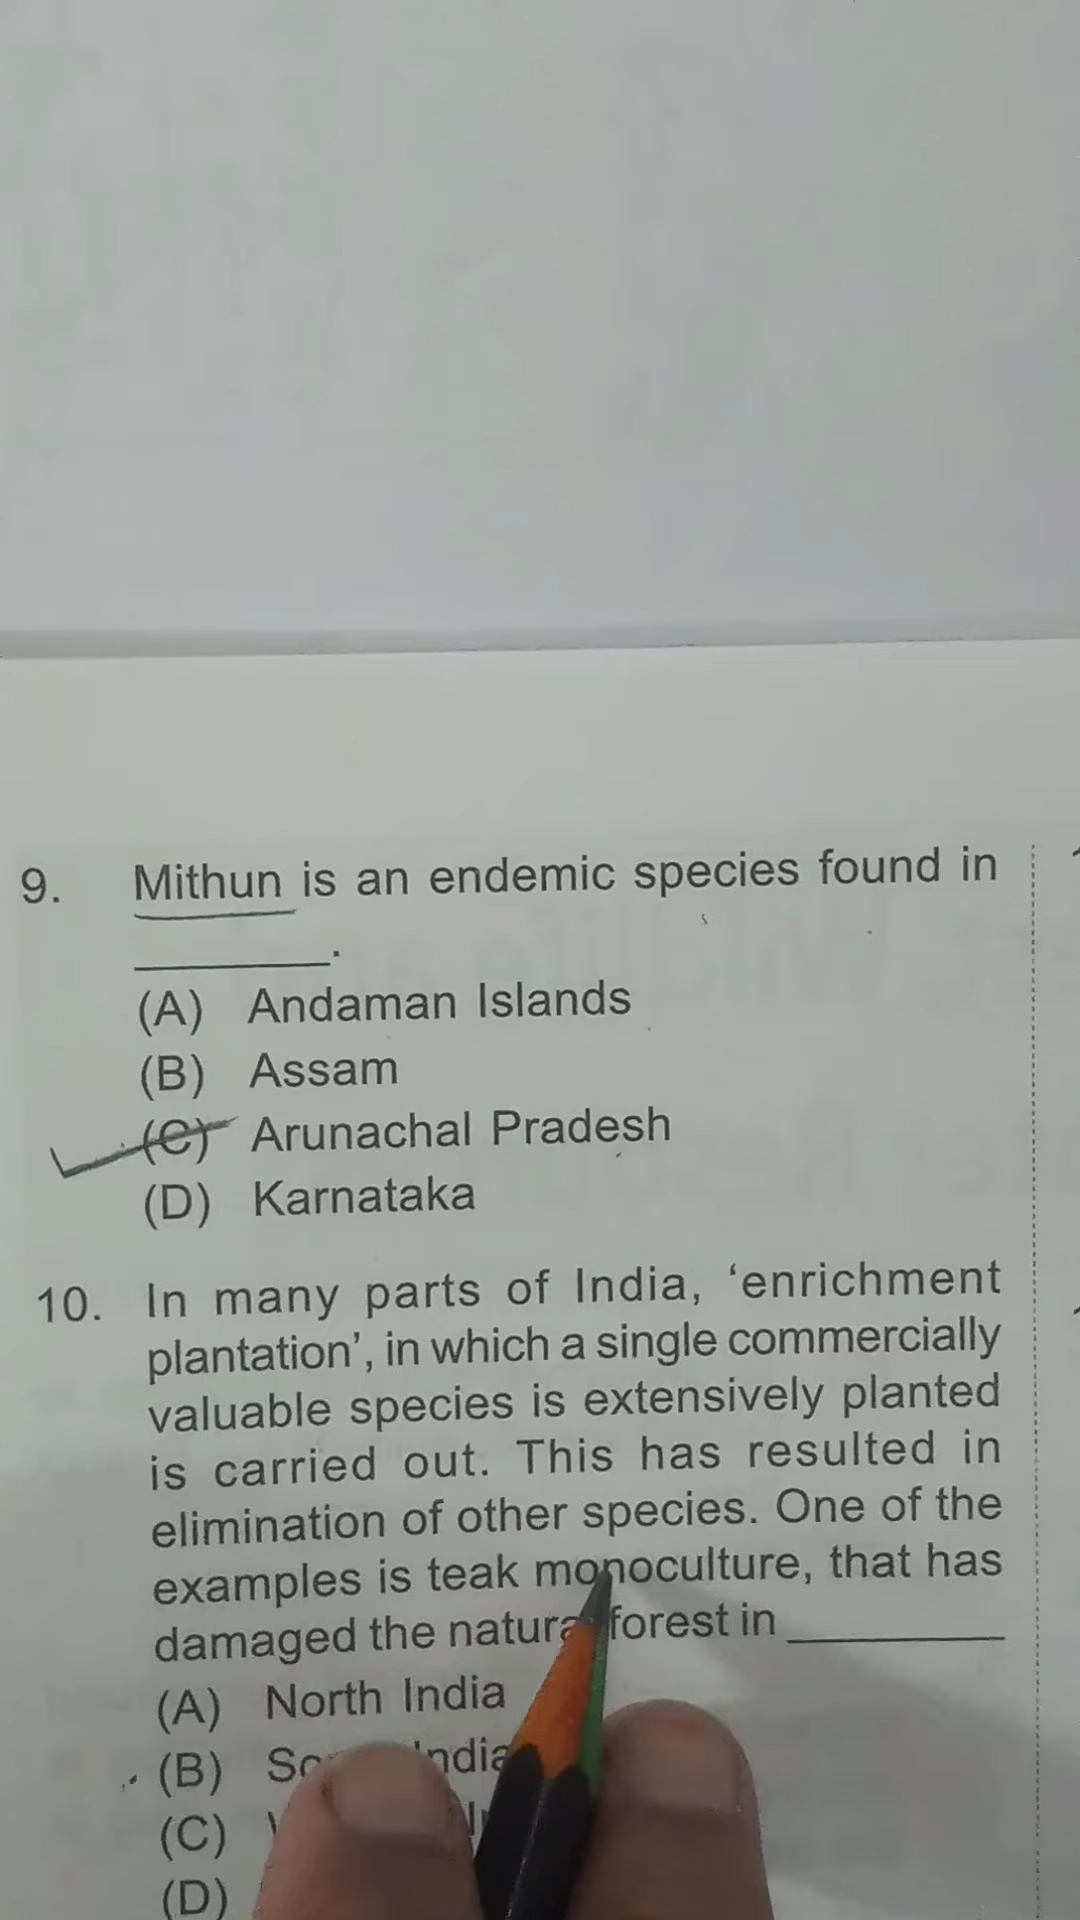 9. Mithun is an endemic species found in
.
(A) Andaman Islands
(B) Assam
(C) Arunachal Pradesh
(D) Karnataka
10. In many parts of India, ‘enrichment
plantation’, in which a single commercially
valuable species is extensively planted
is carried out. This has resulted in
elimination of other species. One of the
examples is teak monoculture, that has
damaged the natural forest in
(A) North India
(B)
(C)
(D)